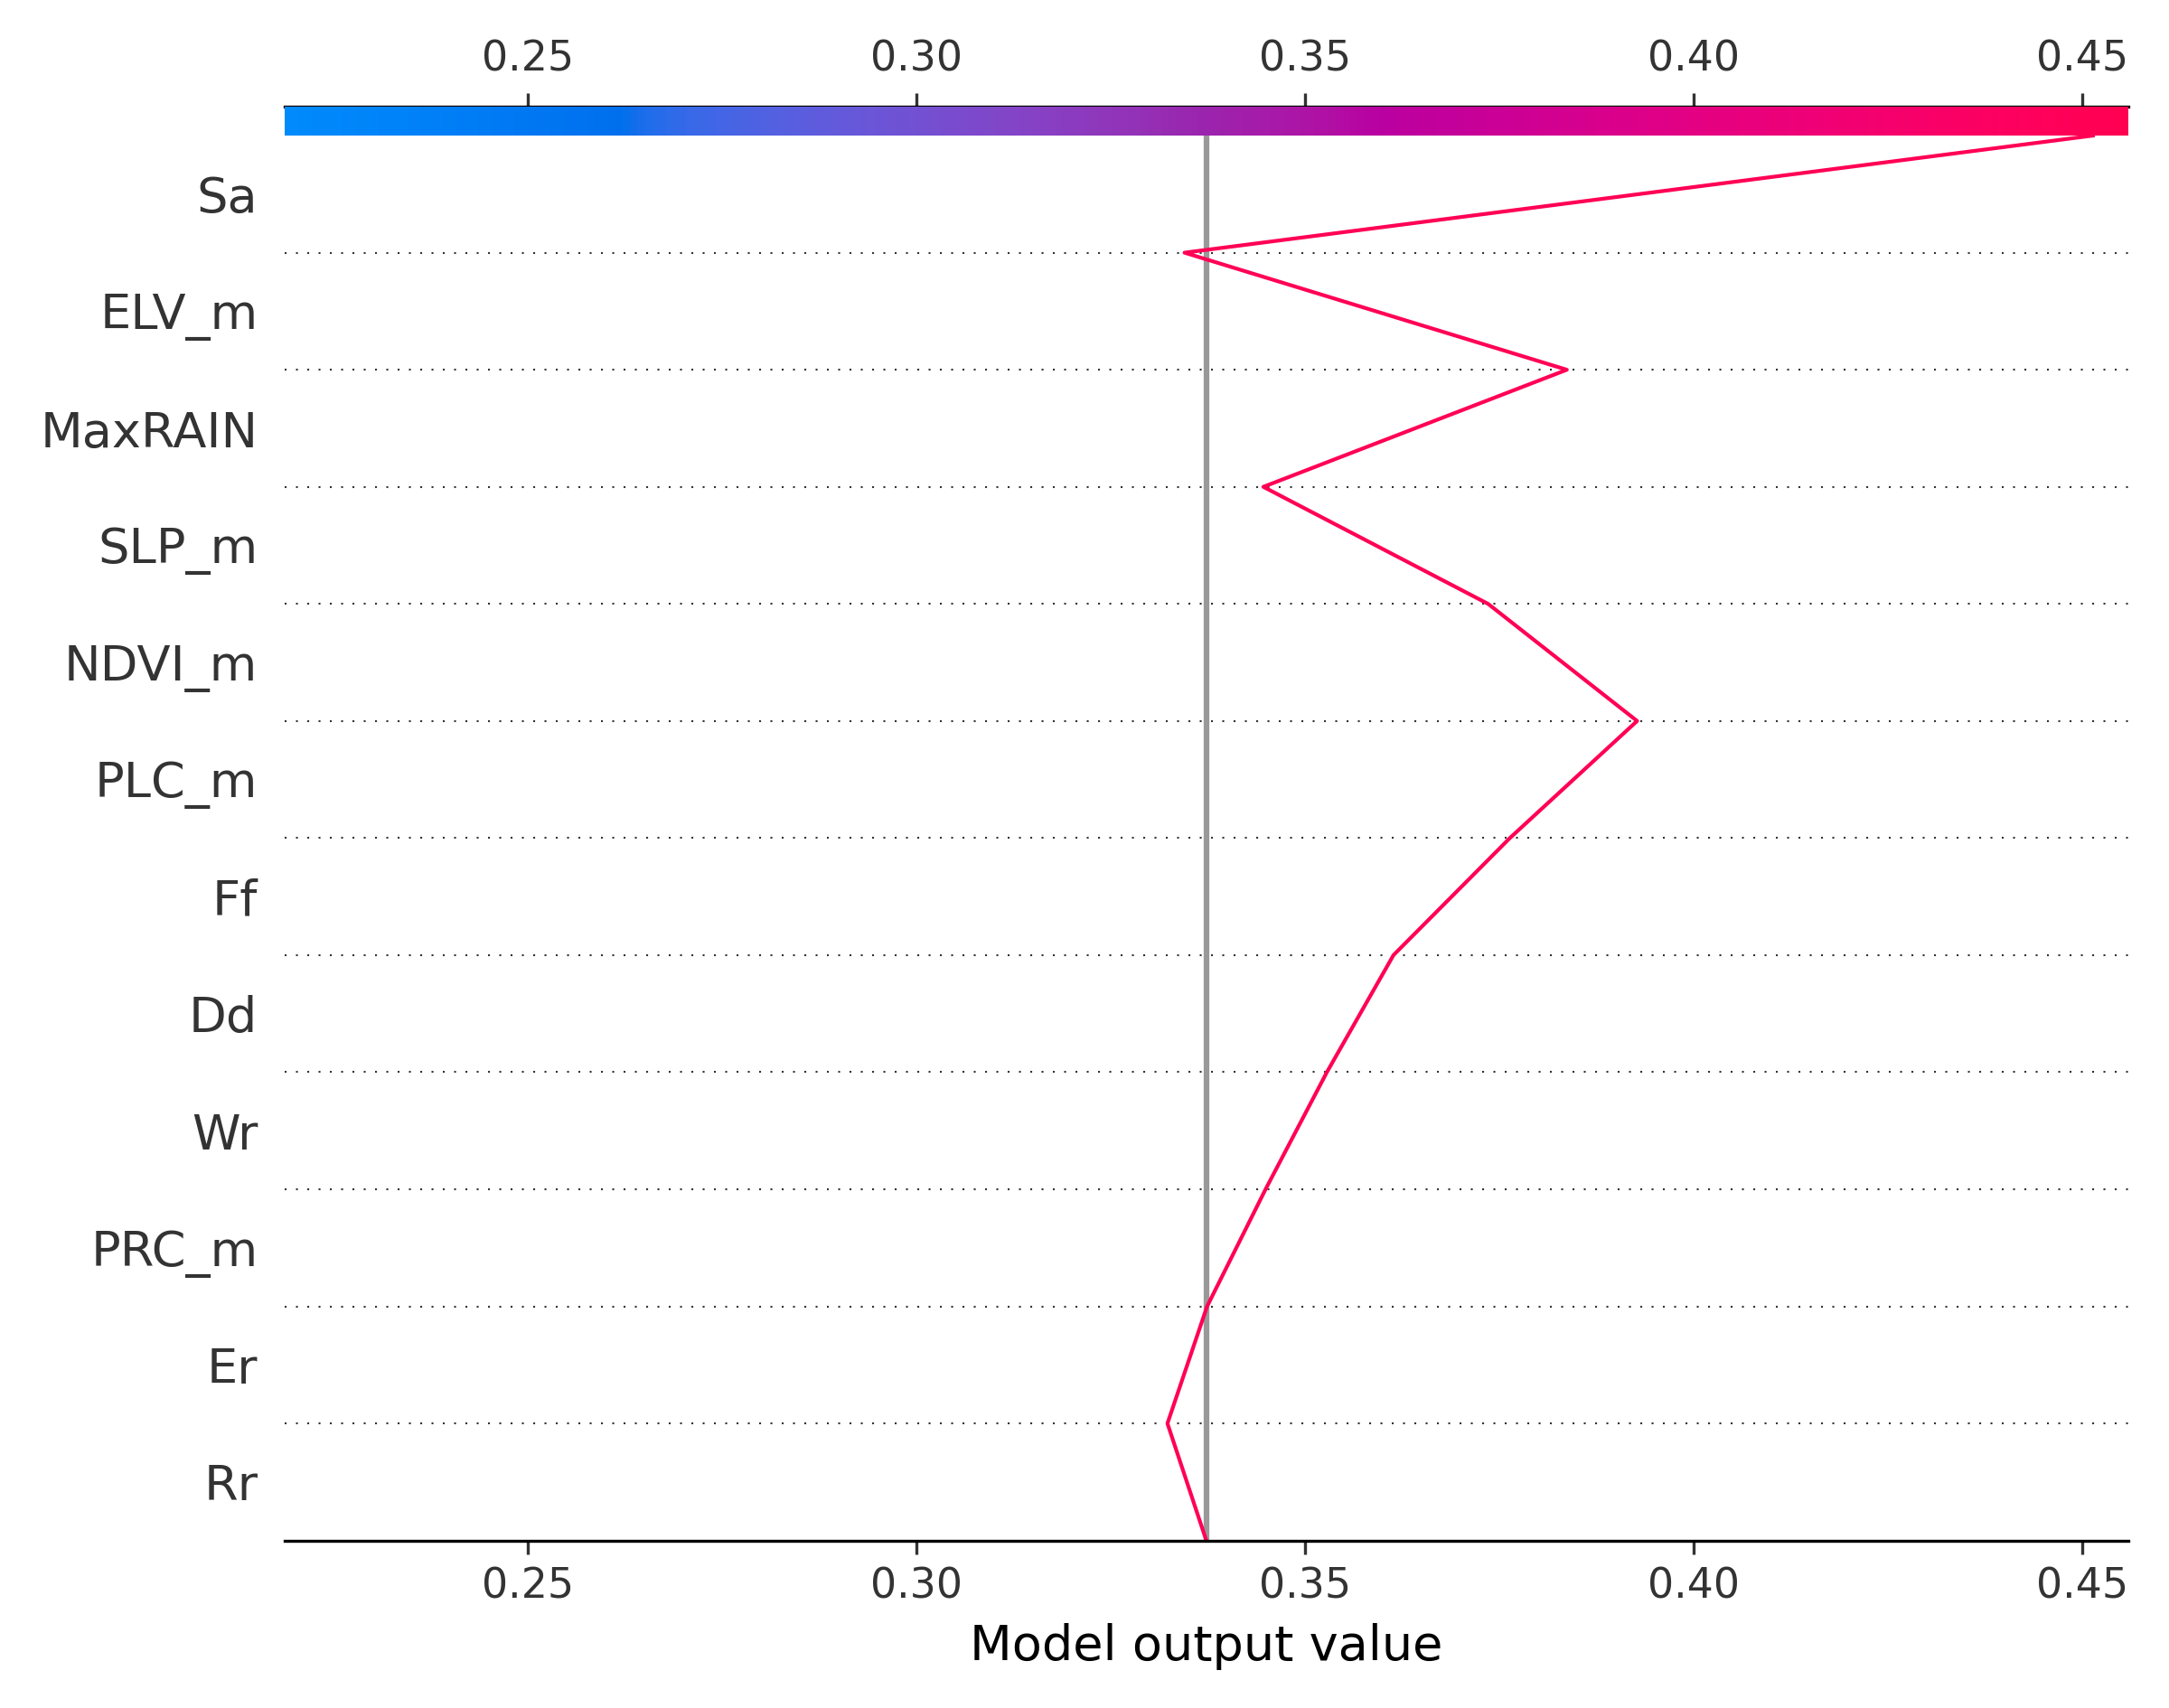 0.25 0.30 0.35 0.40 0.45
Sa
ELV_m
MaxRAIN
SLP_m
NDVI_m
PLC_m
Ff
Dd
Wr
PRC_m
Er
Rr
0.25 0.30 0.35 0.40 0.45
Model output value